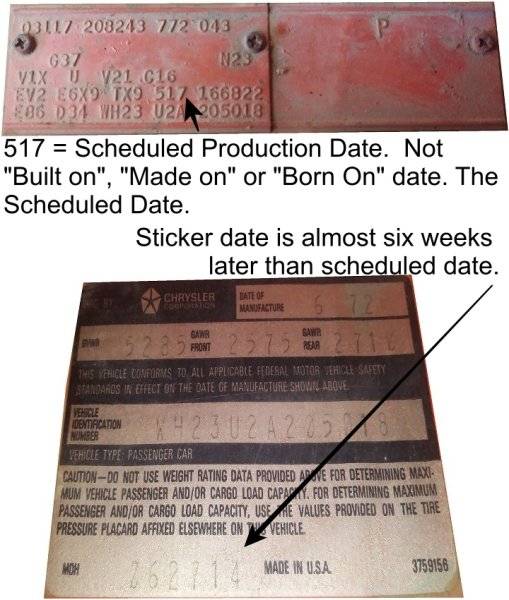 03117 208243 772 043
P
G37 N23
V1X U V21 C16
EV2 E6X9 TX9 517 166822
E86 D34 WH23 U2A 205018
517 = Scheduled Production Date. Not
"Built on", "Made on" or "Born On" date. The
Scheduled Date.
Sticker date is almost six weeks
later than scheduled date.
CHRYSLER
CORPORATION
DATE OF
MANUFACTURE
6 72
GVWR
5285
GAWR
FRONT
2575
GAWR
REAR
271
THIS VEHICLE CONFORMS TO ALL APPLICABLE FEDERAL MOTOR VEHICLE SAFETY
STANDARDS IN EFFECT ON THE DATE OF MANUFACTURE SHOWN ABOVE.
VEHICLE
IDENTIFICATION
NUMBER
WH23U2A205018
VEHICLE TYPE: PASSENGER CAR
CAUTION—DO NOT USE WEIGHT RATING DATA PROVIDED ABOVE FOR DETERMINING MAXI-
MUM VEHICLE PASSENGER AND/OR CARGO LOAD CAPACITY. FOR DETERMINING MAXIMUM
PASSENGER AND/OR CARGO LOAD CAPACITY, USE THE VALUES PROVIDED ON THE TIRE
PRESSURE PLACARD AFFIXED ELSEWHERE ON THIS VEHICLE.
MDH
262714
MADE IN U.S.A.
3759156